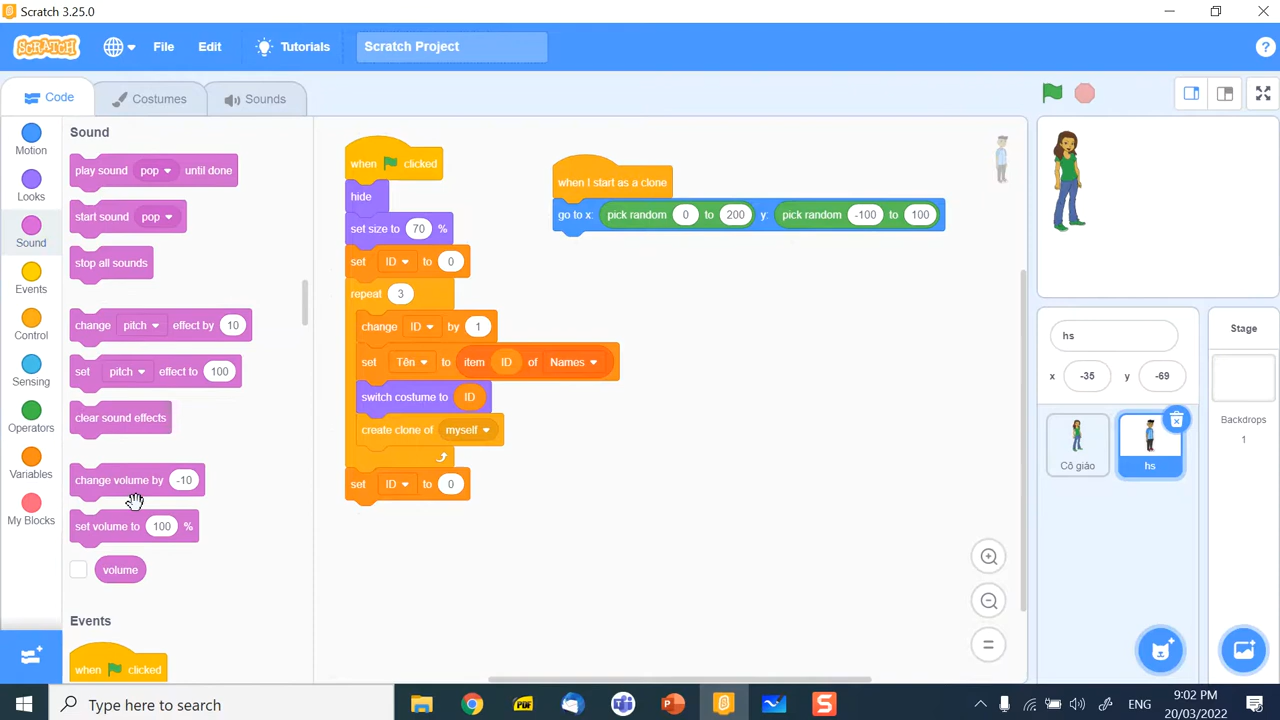 Scratch 3.25.0
SCRATCH
File
Edit
Tutorials
Scratch Project
?
Code
Costumes
Sounds
Motion
Looks
Sound
Events
Control
Sensing
Operators
Variables
My Blocks
Sound
play sound pop until done
start sound pop
stop all sounds
change pitch effect by 10
set pitch effect to 100
clear sound effects
change volume by -10
set volume to 100 %
volume
Events
when clicked
when clicked
hide
set size to 70 %
set ID to 0
repeat 3
change ID by 1
set Tên to item ID of Names
switch costume to ID
create clone of myself
set ID to 0
when I start as a clone
go to x: pick random 0 to 200 y: pick random -100 to 100
hs
x -35 y -69
Cô giáo
hs
Stage
Backdrops
1
Type here to search
ENG
9:02 PM
20/03/2022